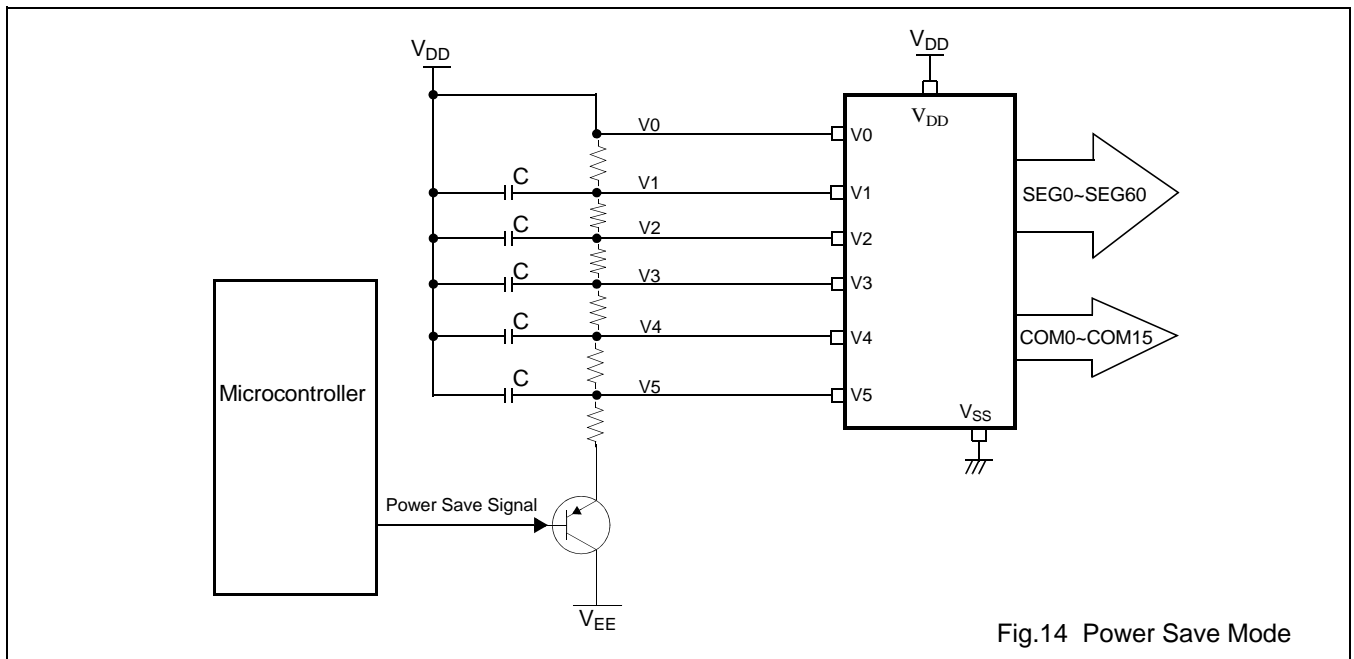 VDD
VDD
VDD
V0
V0
C
V1
V1
SEG0~SEG60
C
V2
V2
C
V3
V3
C
V4
V4
COM0~COM15
C
V5
V5
Microcontroller
VSS
Power Save Signal
VEE
Fig.14 Power Save Mode